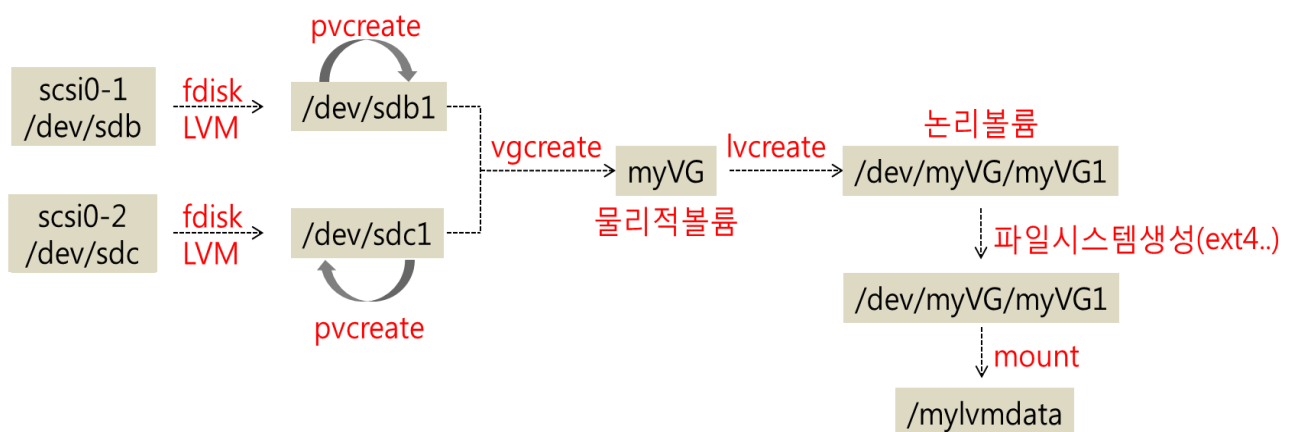 pvcreate
scsi0-1
/dev/sdb
fdisk
LVM
/dev/sdb1
vgcreate
myVG
물리적볼륨
lvcreate
논리볼륨
/dev/myVG/myVG1
scsi0-2
/dev/sdc
fdisk
LVM
/dev/sdc1
pvcreate
파일시스템생성(ext4..)
/dev/myVG/myVG1
mount
/mylvmdata